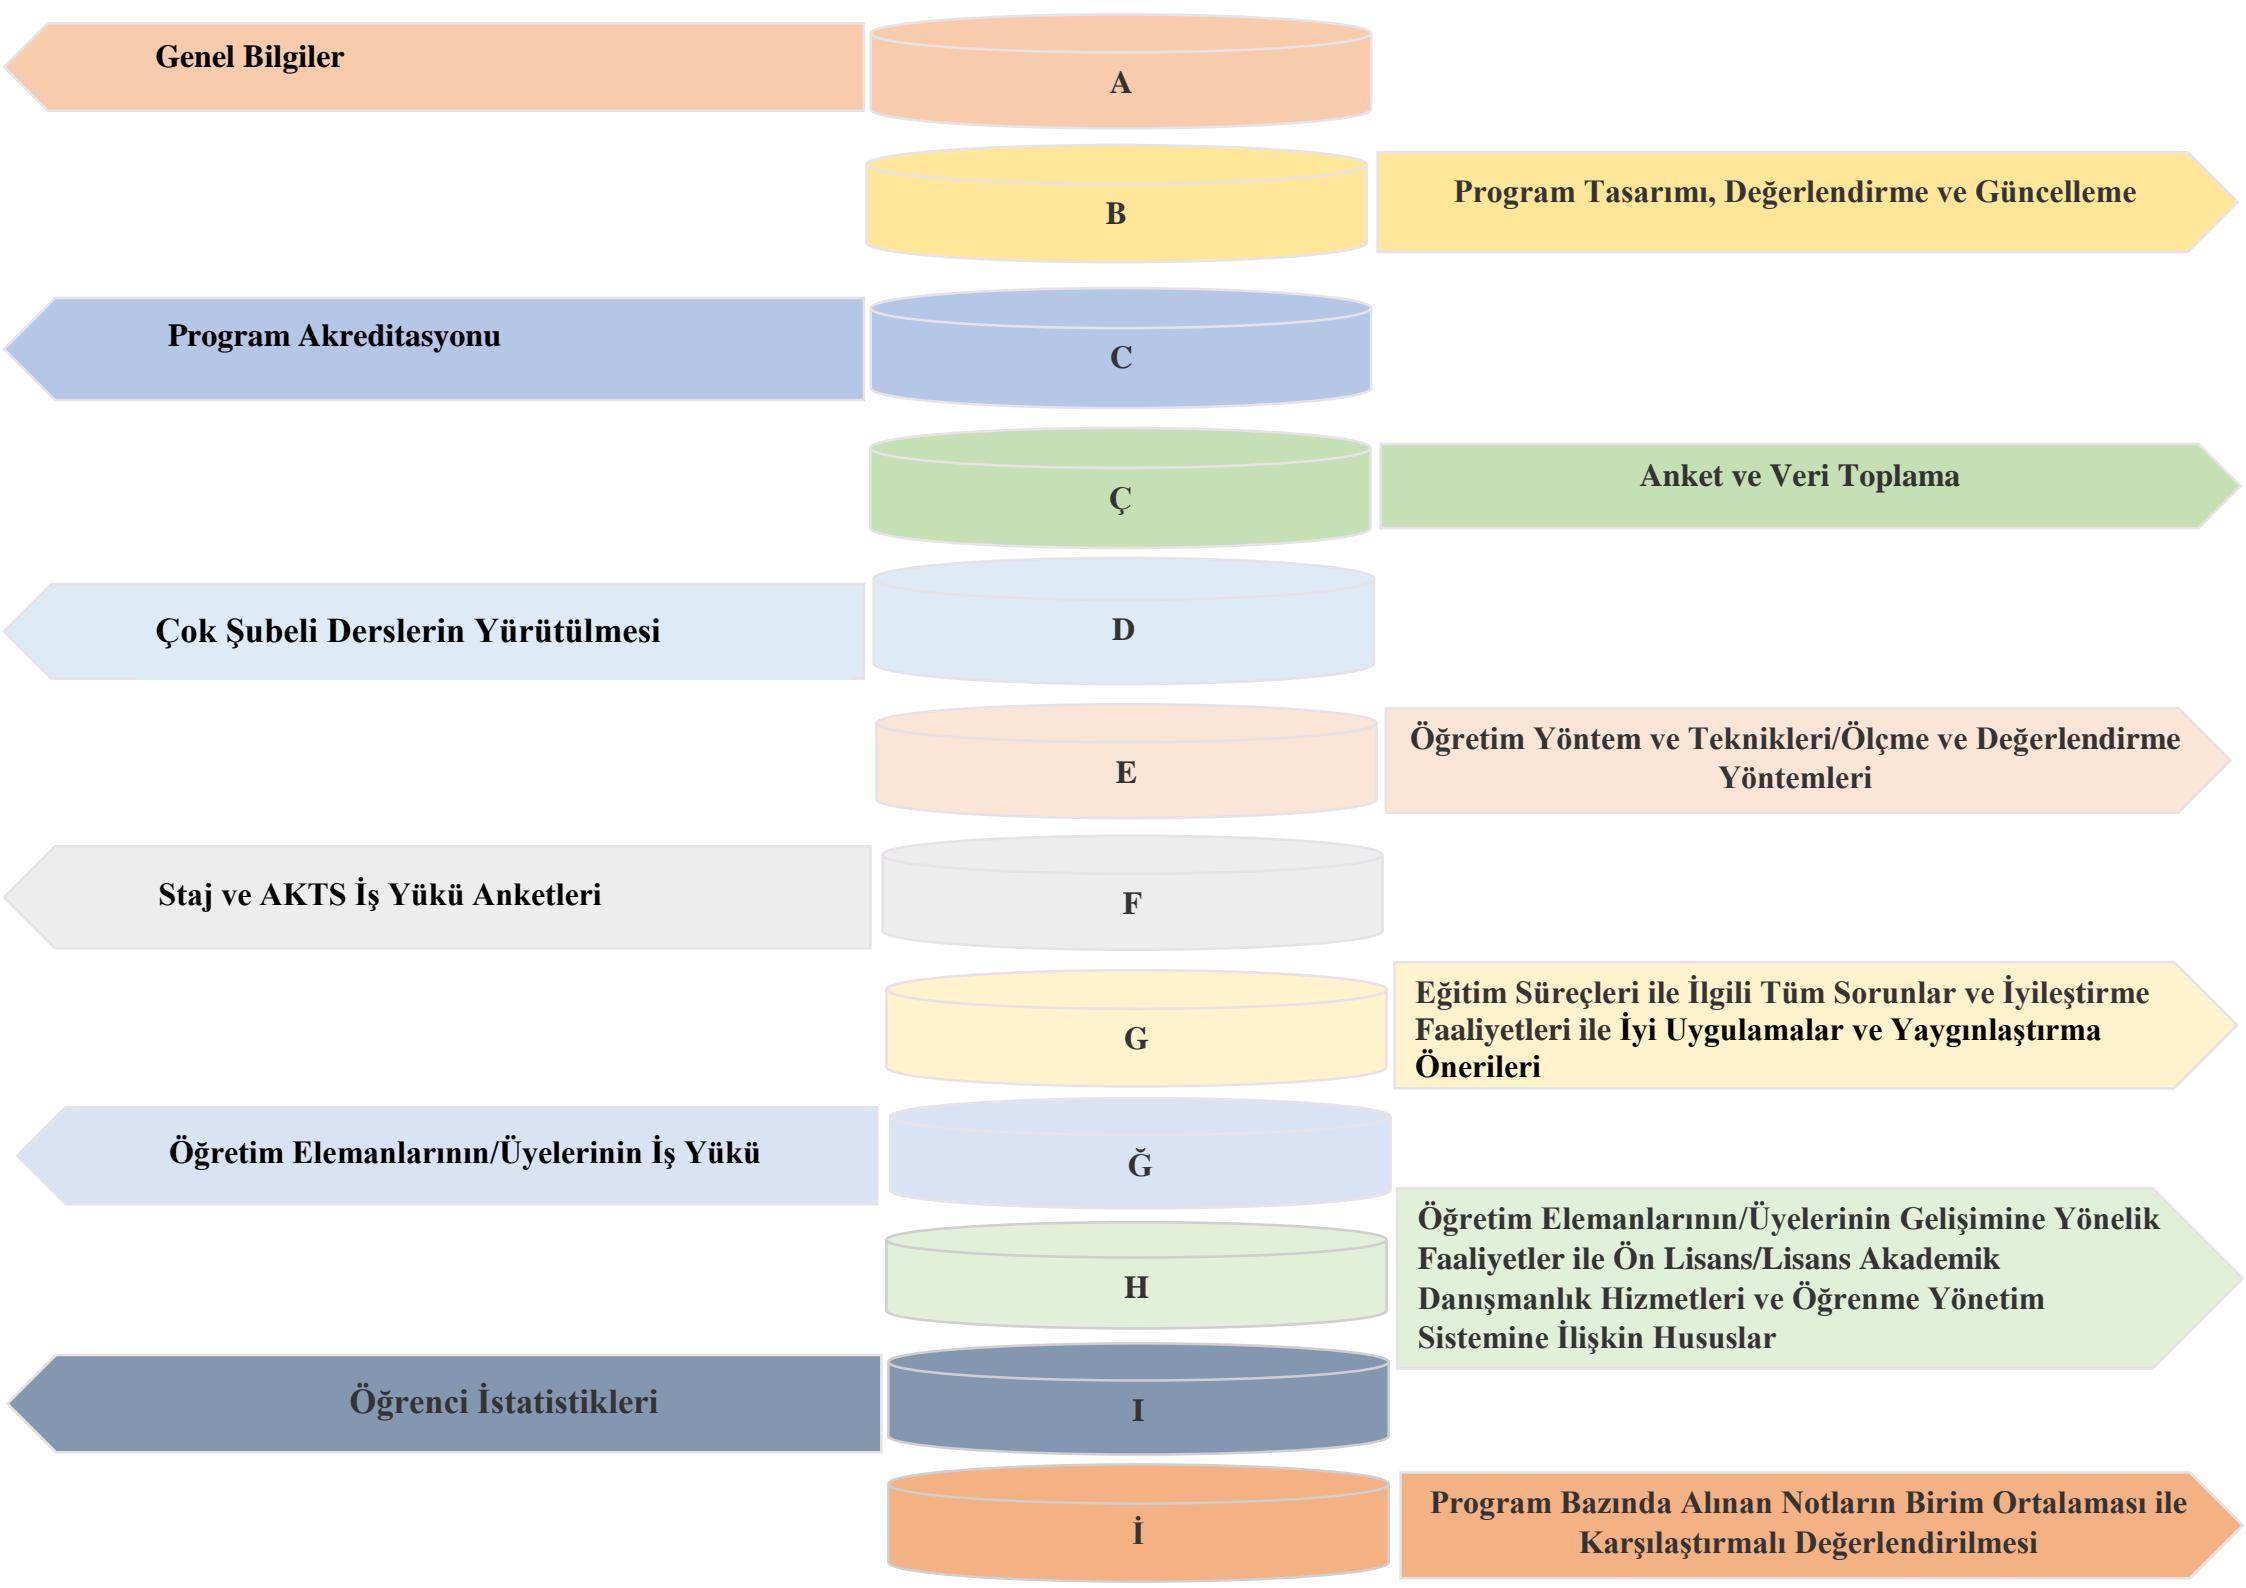 Genel Bilgiler
A
B
Program Tasarımı, Değerlendirme ve Güncelleme
Program Akreditasyonu
C
Ç
Anket ve Veri Toplama
Çok Şubeli Derslerin Yürütülmesi
D
E
Öğretim Yöntem ve Teknikleri/Ölçme ve Değerlendirme
Yöntemleri
Staj ve AKTS İş Yükü Anketleri
F
G
Eğitim Süreçleri ile İlgili Tüm Sorunlar ve İyileştirme
Faaliyetleri ile İyi Uygulamalar ve Yaygınlaştırma
Önerileri
Öğretim Elemanlarının/Üyelerinin İş Yükü
Ğ
H
Öğretim Elemanlarının/Üyelerinin Gelişimine Yönelik
Faaliyetler ile Ön Lisans/Lisans Akademik
Danışmanlık Hizmetleri ve Öğrenme Yönetim
Sistemine İlişkin Hususlar
Öğrenci İstatistikleri
I
İ
Program Bazında Alınan Notların Birim Ortalaması ile
Karşılaştırmalı Değerlendirilmesi